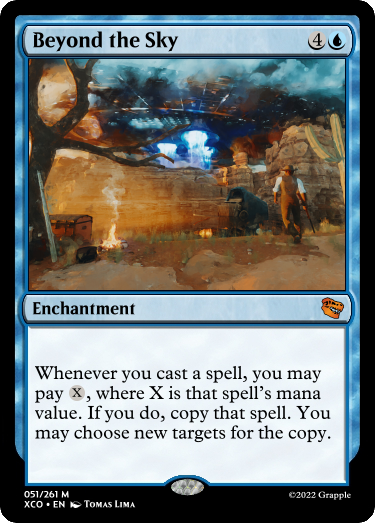 Beyond the Sky 4
Enchantment
Whenever you cast a spell, you may
pay X, where X is that spell's mana
value. If you do, copy that spell. You
may choose new targets for the copy.
051/261 M
XCO • EN Tomas Lima
©2022 Grapple